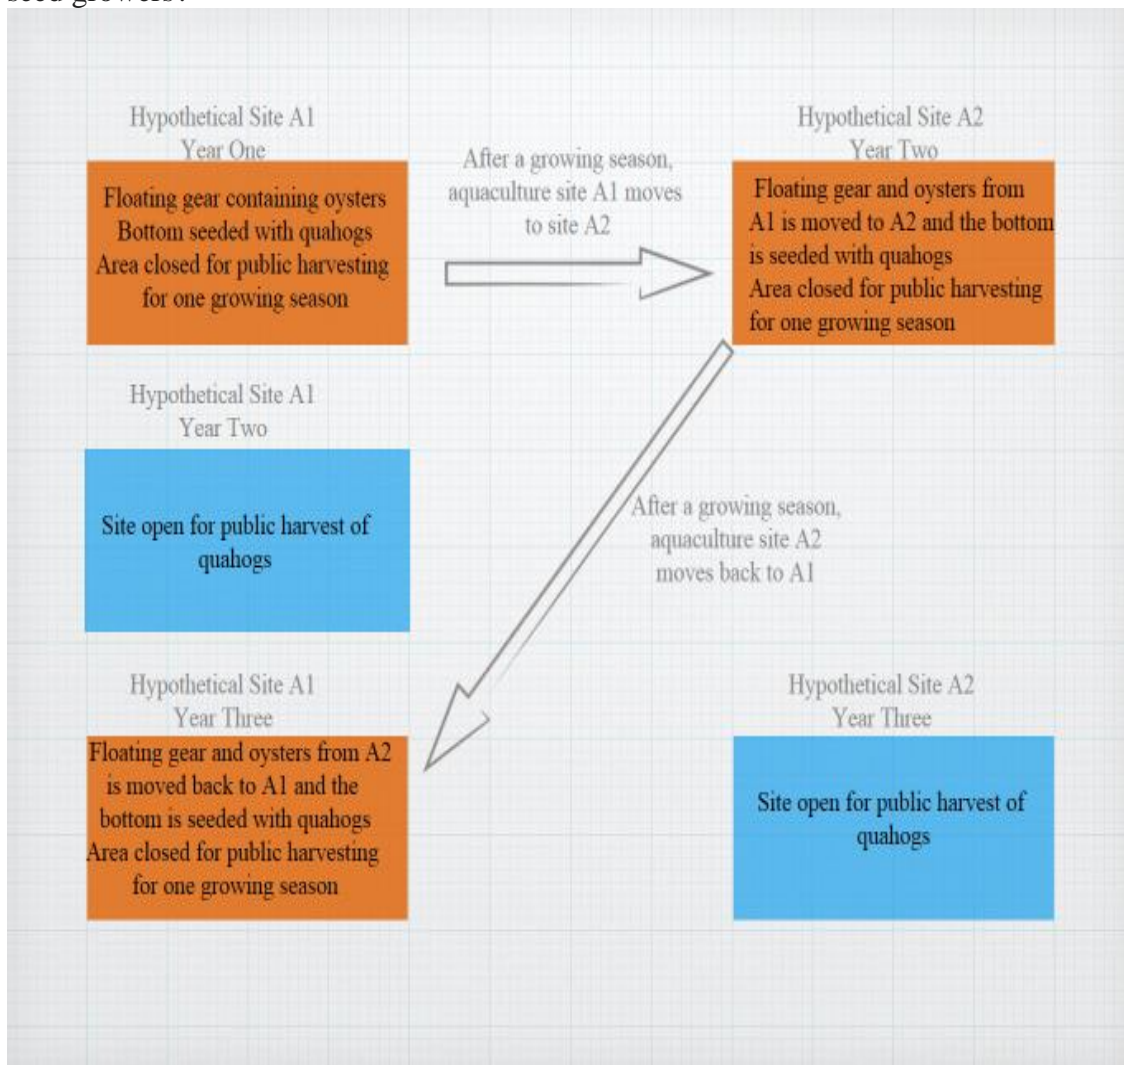 Hypothetical Site A1
Year One
Floating gear containing oysters
Bottom seeded with quahogs
Area closed for public harvesting
for one growing season
After a growing season,
aquaculture site A1 moves
to site A2
Hypothetical Site A2
Year Two
Floating gear and oysters from
A1 is moved to A2 and the bottom
is seeded with quahogs
Area closed for public harvesting
for one growing season
Hypothetical Site A1
Year Two
Site open for public harvest of
quahogs
After a growing season,
aquaculture site A2
moves back to A1
Hypothetical Site A1
Year Three
Floating gear and oysters from A2
is moved back to A1 and the
bottom is seeded with quahogs
Area closed for public harvesting
for one growing season
Hypothetical Site A2
Year Three
Site open for public harvest of
quahogs